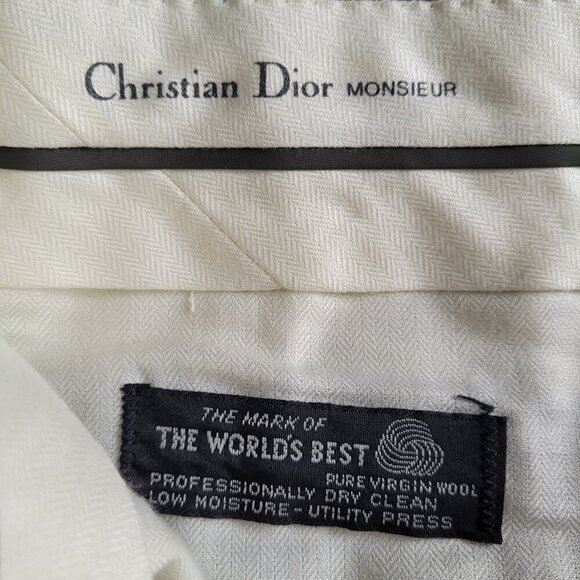 Christian Dior MONSIEUR
THE MARK OF
THE WORLD'S BEST
PURE VIRGIN WOOL
PROFESSIONALLY DRY CLEAN
LOW MOISTURE - UTILITY PRESS